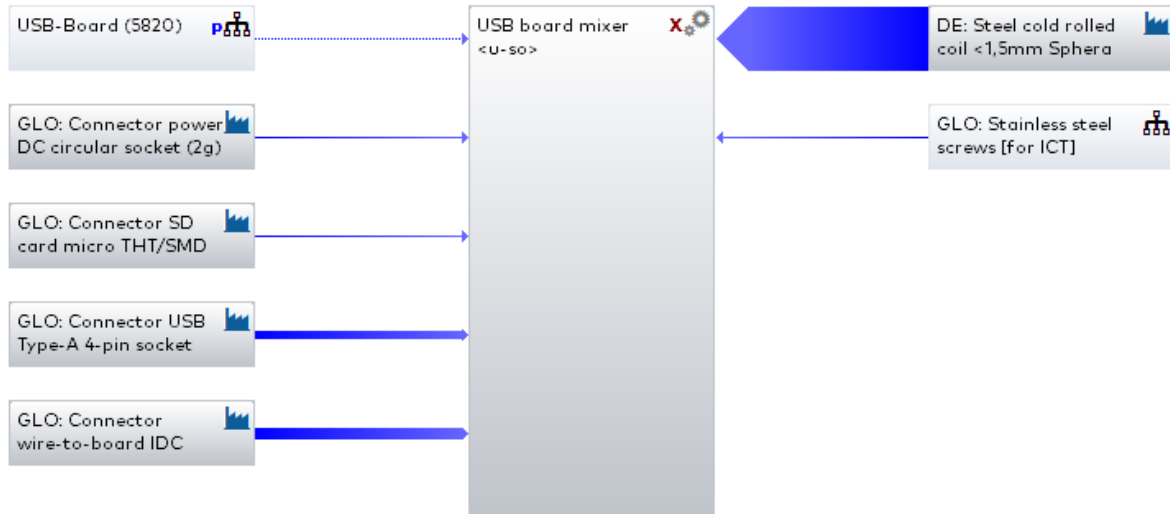 USB-Board (5820)
p
GLO: Connector power
DC circular socket (2g)
GLO: Connector SD
card micro THT/SMD
GLO: Connector USB
Type-A 4-pin socket
GLO: Connector
wire-to-board IDC
USB board mixer
<u-so>
X
DE: Steel cold rolled
coil <1,5mm Sphera
GLO: Stainless steel
screws [for ICT]